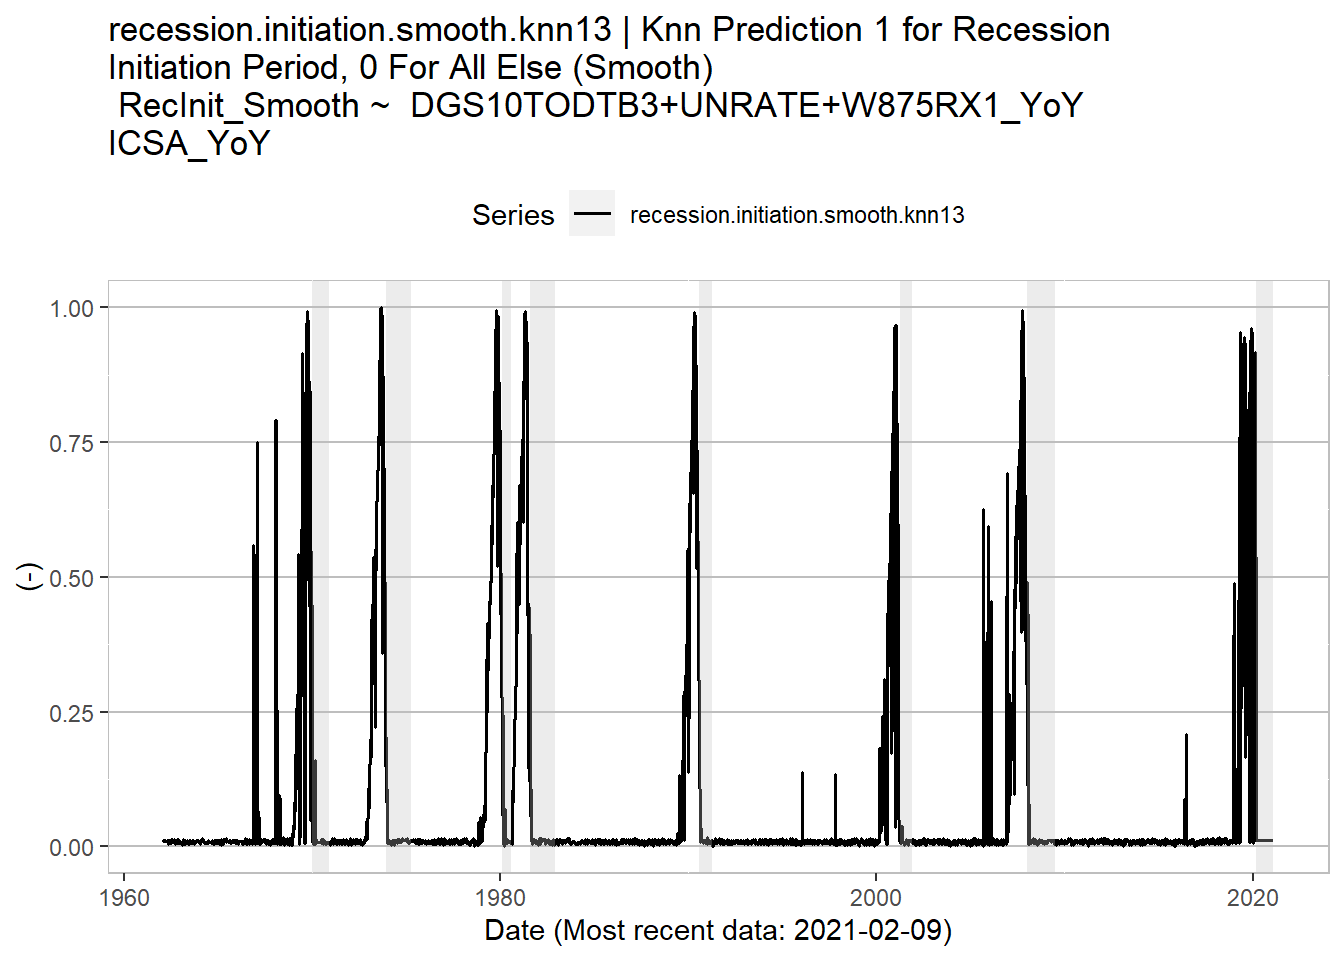 recession.initiation.smooth.knn13 | Knn Prediction 1 for Recession
Initiation Period, 0 For All Else (Smooth)
RecInit_Smooth ~  DGS10TODTB3+UNRATE+W875RX1_YoY
ICSA_YoY
Series
recession.initiation.smooth.knn13
1.00
0.75
0.50
0.25
0.00
(-)
1960
1980
2000
2020
Date (Most recent data: 2021-02-09)